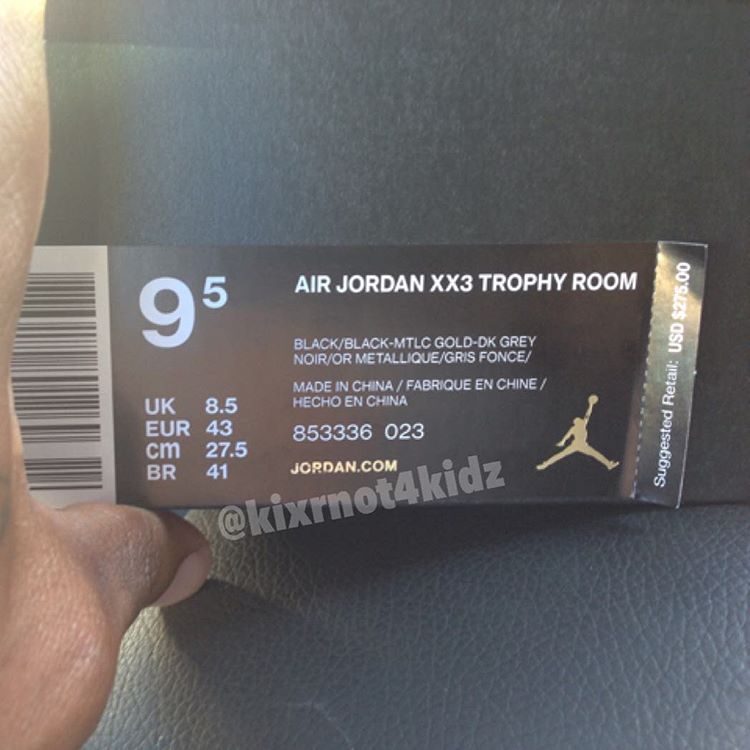 9⁵
AIR JORDAN XX3 TROPHY ROOM
BLACK/BLACK-MTLC GOLD-DK GREY
NOIR/OR METALLIQUE/GRIS FONCE/
MADE IN CHINA / FABRIQUE EN CHINE /
HECHO EN CHINA
853336 023
JORDAN.COM
UK 8.5
EUR 43
cm 27.5
BR 41
Suggested Retail: USD $275.00
@kixrnot4kidz